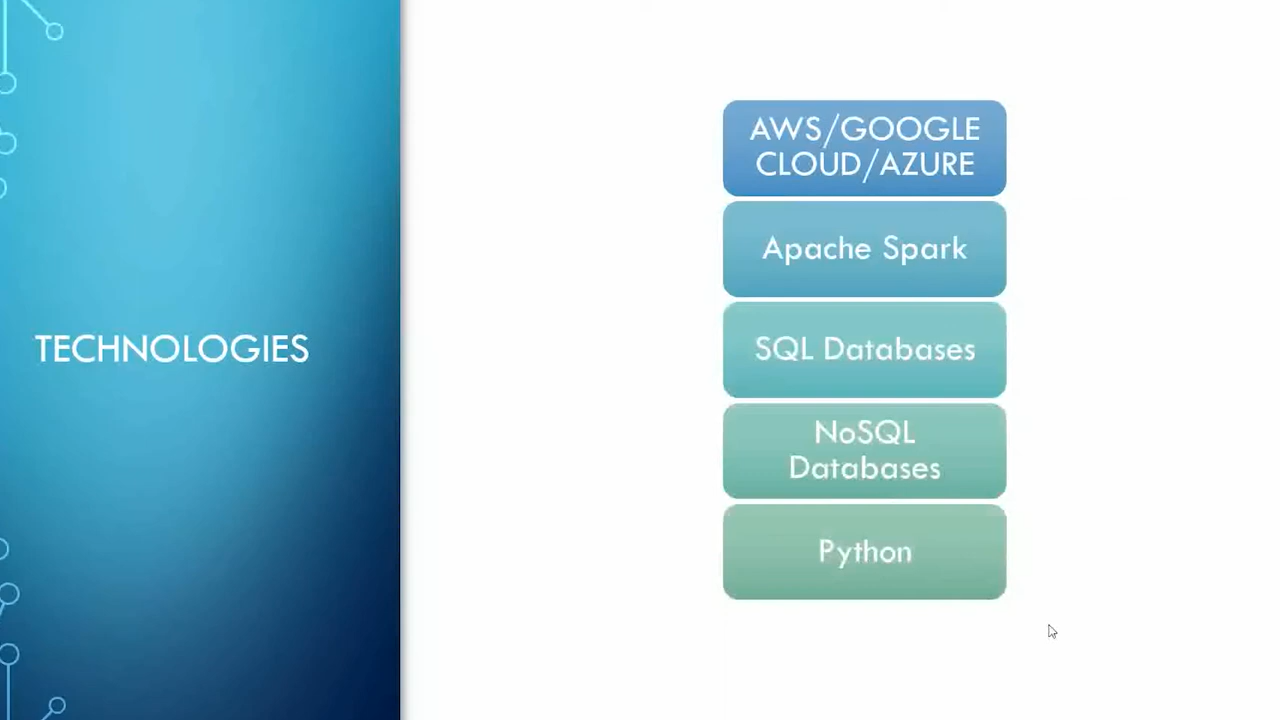 TECHNOLOGIES
AWS/GOOGLE
CLOUD/AZURE
Apache Spark
SQL Databases
NoSQL
Databases
Python